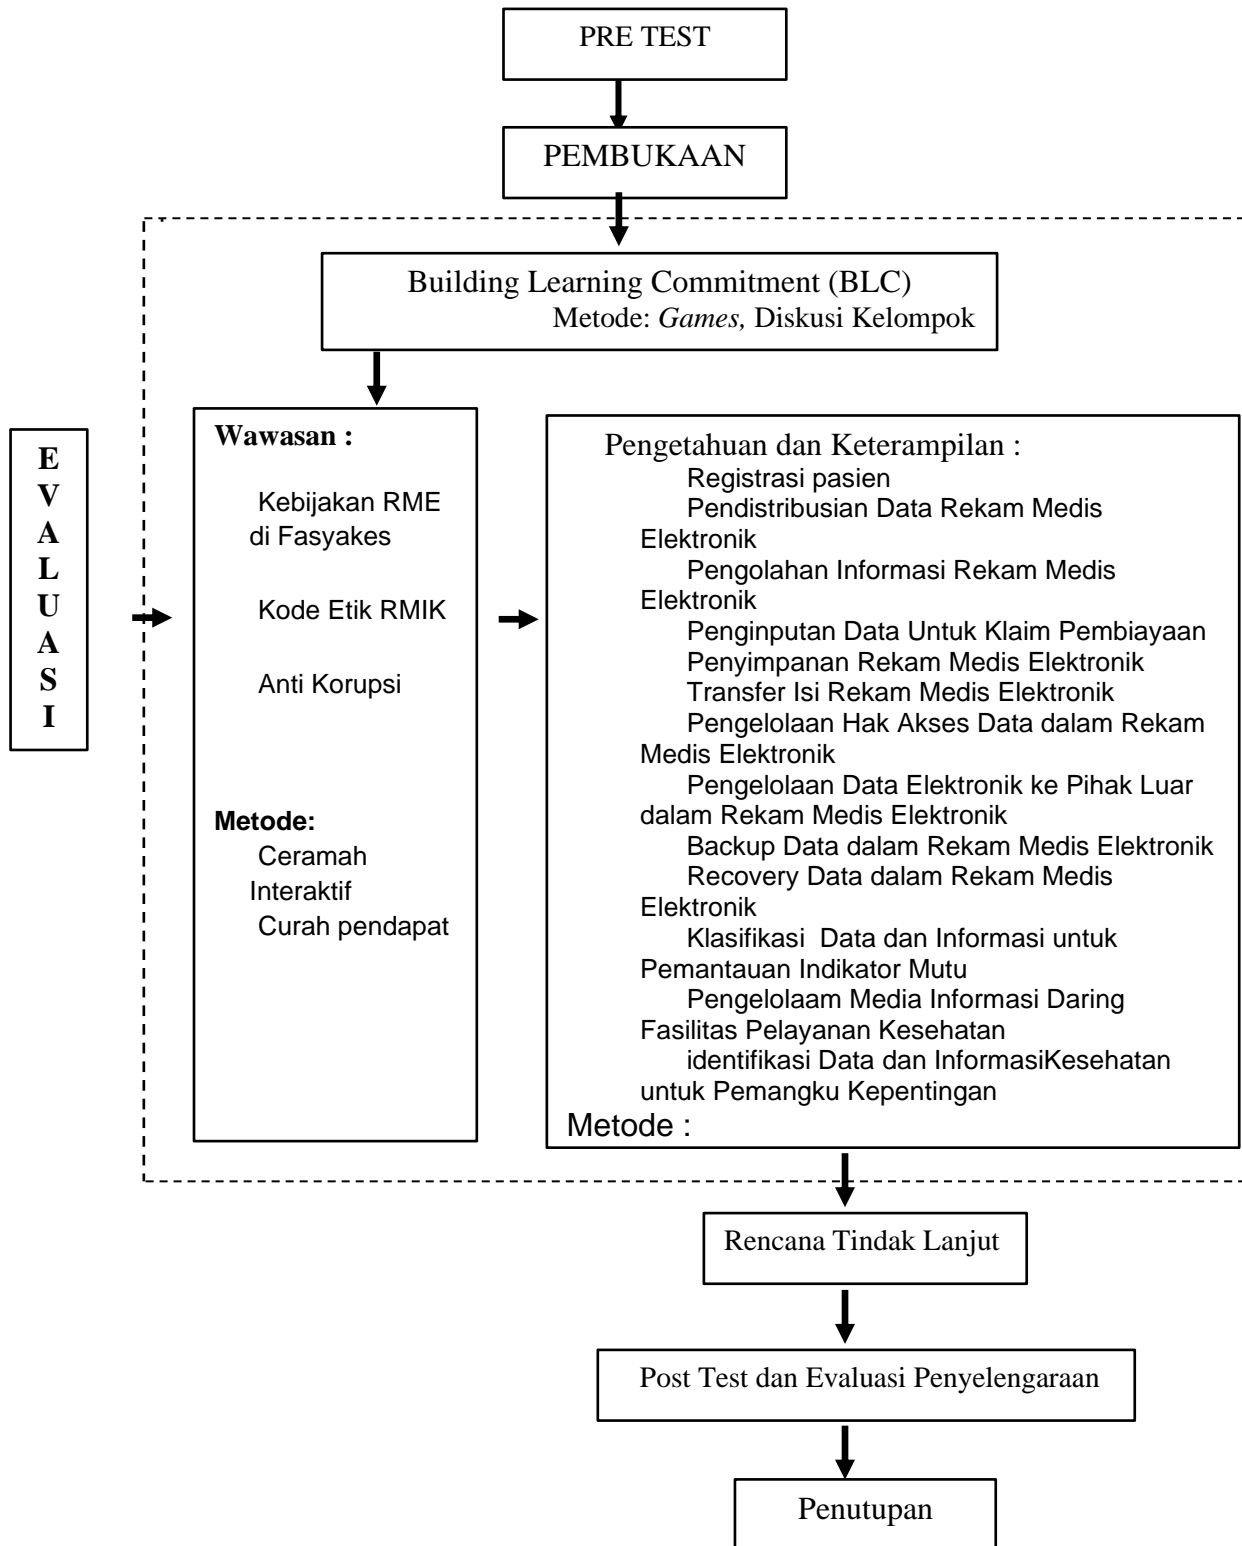 PRE TEST
PEMBUKAAN
Building Learning Commitment (BLC)
Metode: Games, Diskusi Kelompok
E
V
A
L
U
A
S
I
Wawasan :
Kebijakan RME
di Fasyakes
Kode Etik RMIK
Anti Korupsi
Metode:
Ceramah
Interaktif
Curah pendapat
Pengetahuan dan Keterampilan :
Registrasi pasien
Pendistribusian Data Rekam Medis
Elektronik
Pengolahan Informasi Rekam Medis
Elektronik
Penginputan Data Untuk Klaim Pembiayaan
Penyimpanan Rekam Medis Elektronik
Transfer Isi Rekam Medis Elektronik
Pengelolaan Hak Akses Data dalam Rekam
Medis Elektronik
Pengelolaan Data Elektronik ke Pihak Luar
dalam Rekam Medis Elektronik
Backup Data dalam Rekam Medis Elektronik
Recovery Data dalam Rekam Medis
Elektronik
Klasifikasi  Data dan Informasi untuk
Pemantauan Indikator Mutu
Pengelolaam Media Informasi Daring
Fasilitas Pelayanan Kesehatan
identifikasi Data dan InformasiKesehatan
untuk Pemangku Kepentingan
Metode :
Rencana Tindak Lanjut
Post Test dan Evaluasi Penyelengaraan
Penutupan